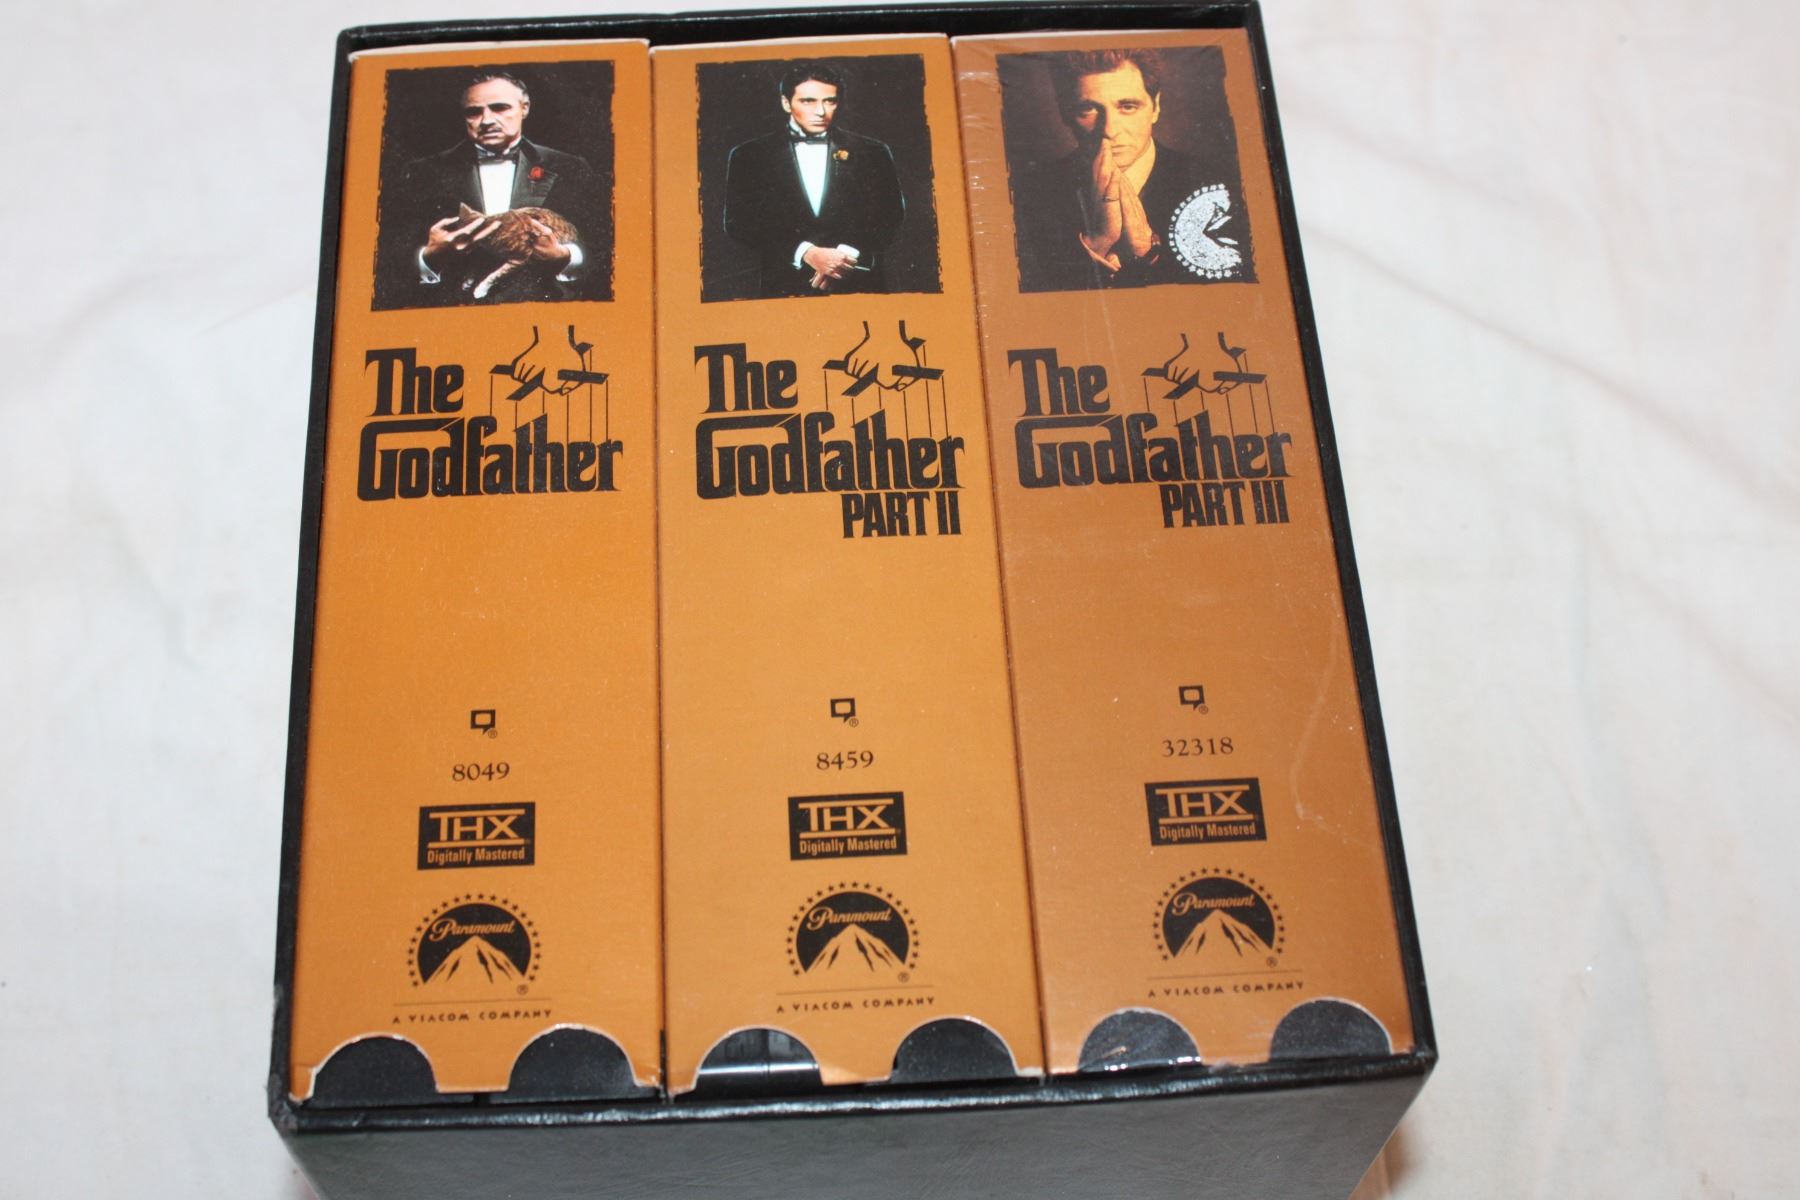 The
Godfather
8049
THX
Digitally Mastered
Paramount
A VIACOM COMPANY
The
Godfather
PART II
8459
THX
Digitally Mastered
Paramount
A VIACOM COMPANY
The
Godfather
PART III
32318
THX
Digitally Mastered
Paramount
A VIACOM COMPANY